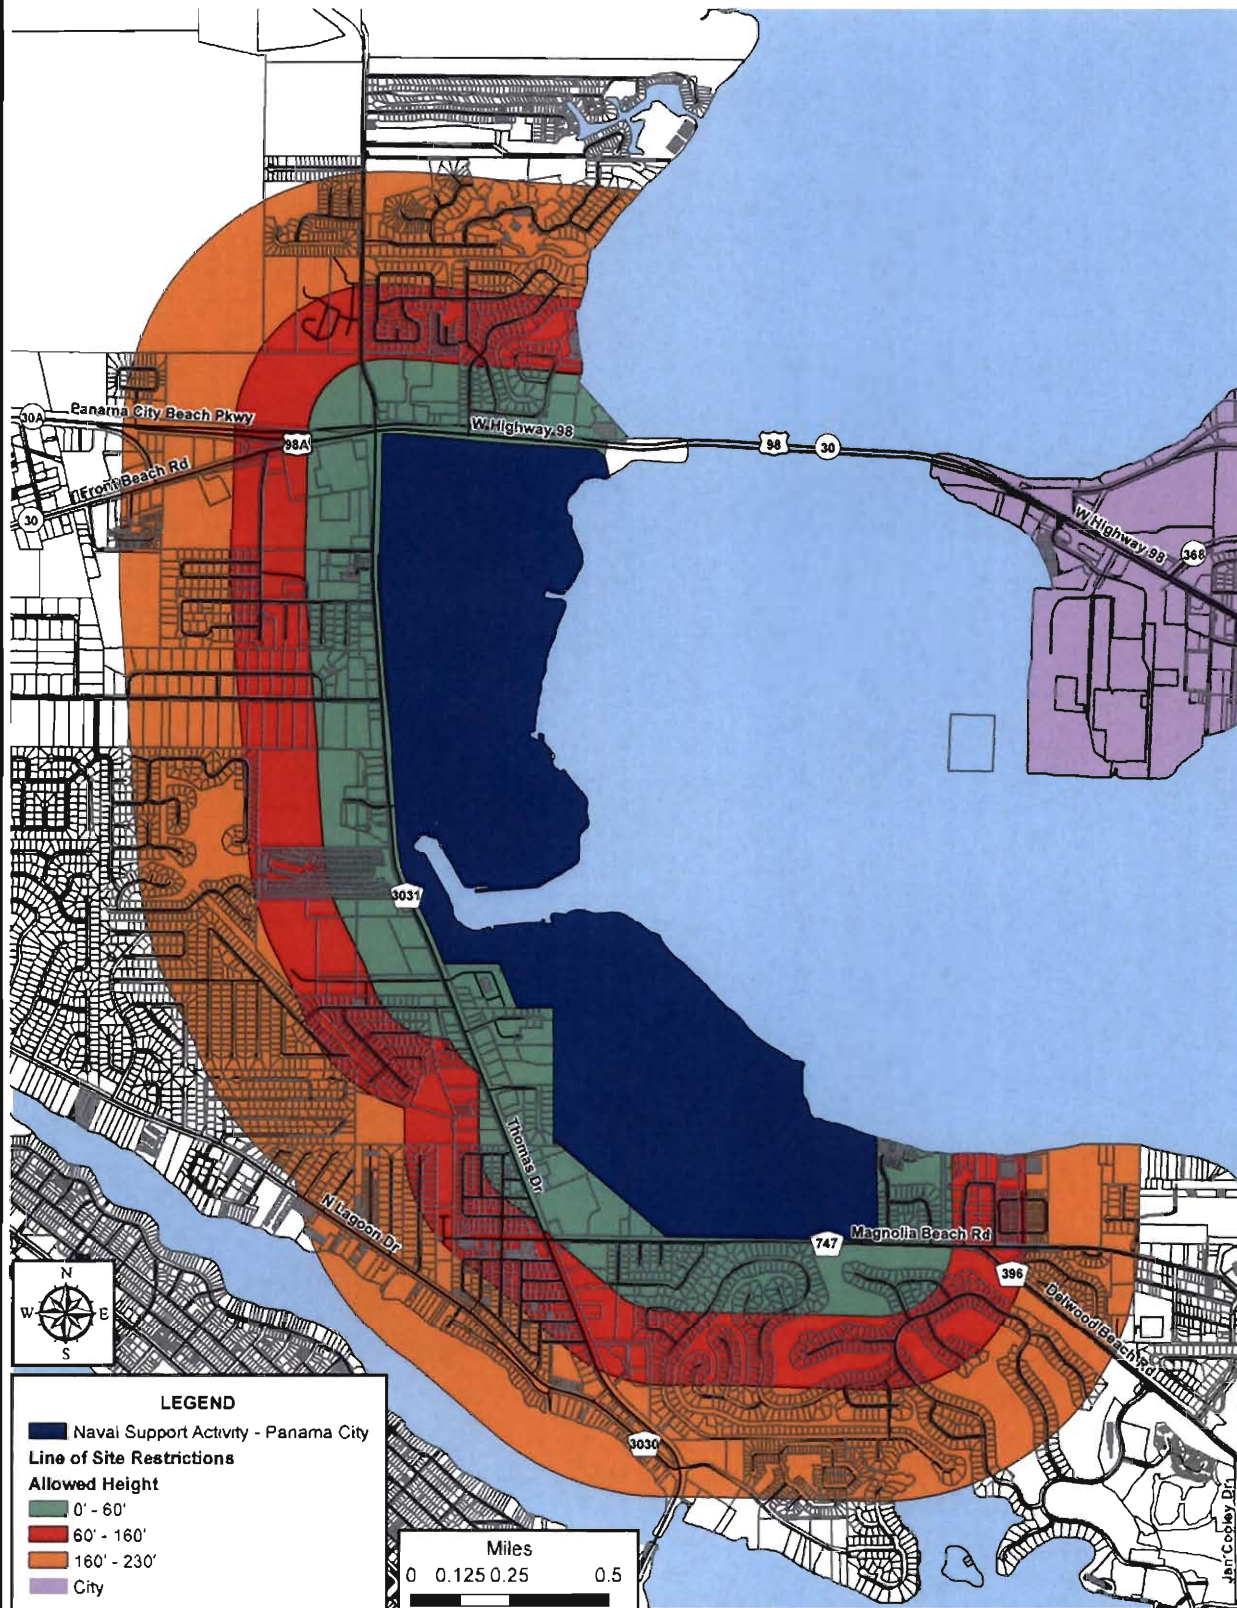 30A
Panama City Beach Pkwy
98A
W Highway 98
98
30
Front Beach Rd
30
W Highway 98
368
3031
Thomas Dr
N Lagoon Dr
747
Magnolia Beach Rd
396
Delwood Beach Rd
3030
Jan Cooley Dr
N
W
E
S
LEGEND
Naval Support Activity - Panama City
Line of Site Restrictions
Allowed Height
0' - 60'
60' - 160'
160' - 230'
City
Miles
0 0.125 0.25 0.5